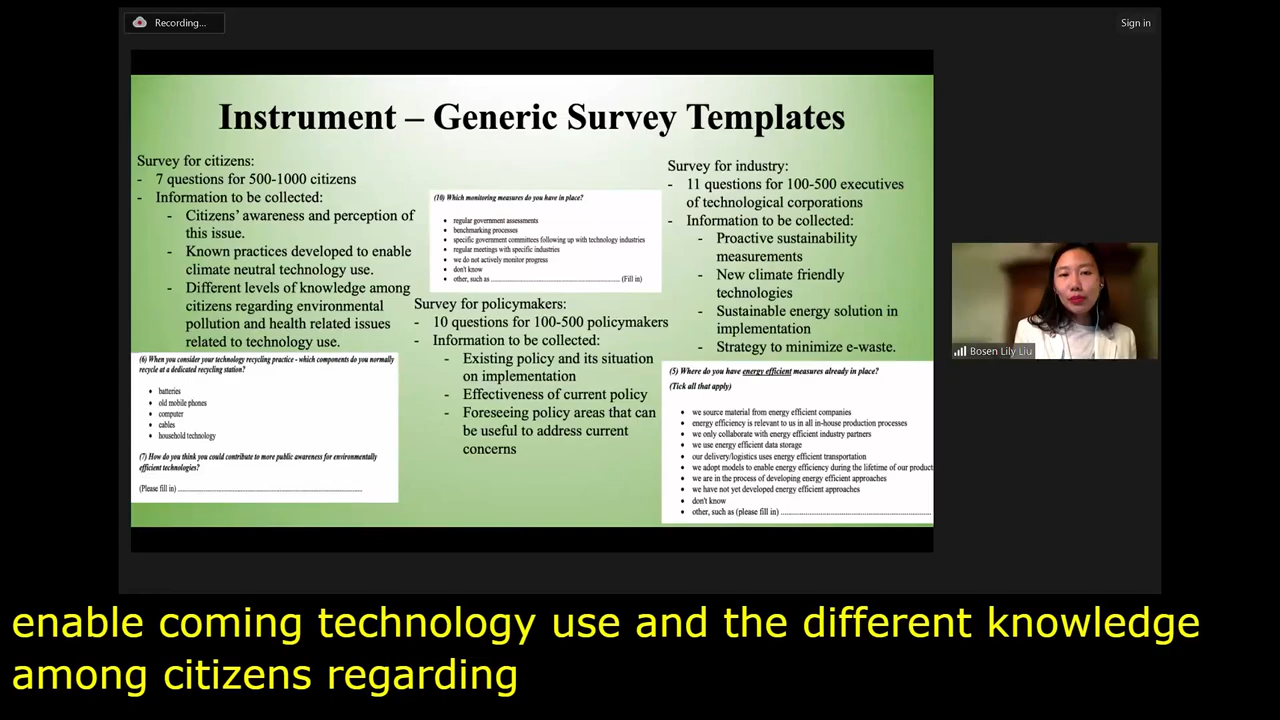 Recording...
Sign in
Instrument – Generic Survey Templates
Survey for citizens:
- 7 questions for 500-1000 citizens
- Information to be collected:
- Citizens' awareness and perception of
this issue.
- Known practices developed to enable
climate neutral technology use.
- Different levels of knowledge among
citizens regarding environmental
pollution and health related issues
related to technology use.
(6) When you consider your technology recycling practice - which components do you normally
recycle at a dedicated recycling station?
• batteries
• old mobile phones
• computer
• cables
• household technology
(7) How do you think you could contribute to more public awareness for environmentally
efficient technologies?
(Please fill in) ............................................................
(10) Which monitoring measures do you have in place?
• regular government assessments
• benchmarking processes
• specific government committees following up with technology industries
• regular meetings with specific industries
• we do not actively monitor progress
• don't know
• other, such as ............................................................ (Fill in)
Survey for policymakers:
- 10 questions for 100-500 policymakers
- Information to be collected:
- Existing policy and its situation
on implementation
- Effectiveness of current policy
- Foreseeing policy areas that can
be useful to address current
concerns
Survey for industry:
- 11 questions for 100-500 executives
of technological corporations
- Information to be collected:
- Proactive sustainability
measurements
- New climate friendly
technologies
- Sustainable energy solution in
implementation
- Strategy to minimize e-waste.
(5) Where do you have energy efficient measures already in place?
(Tick all that apply)
• we source material from energy efficient companies
• energy efficiency is relevant to us in all in-house production processes
• we only collaborate with energy efficient industry partners
• we use energy efficient data storage
• our delivery/logistics uses energy efficient transportation
• we adopt models to enable energy efficiency during the lifetime of our product
• we are in the process of developing energy efficient approaches
• we have not yet developed energy efficient approaches
• don't know
• other, such as (please fill in) ............................................................
Bosen Lily Liu
enable coming technology use and the different knowledge
among citizens regarding